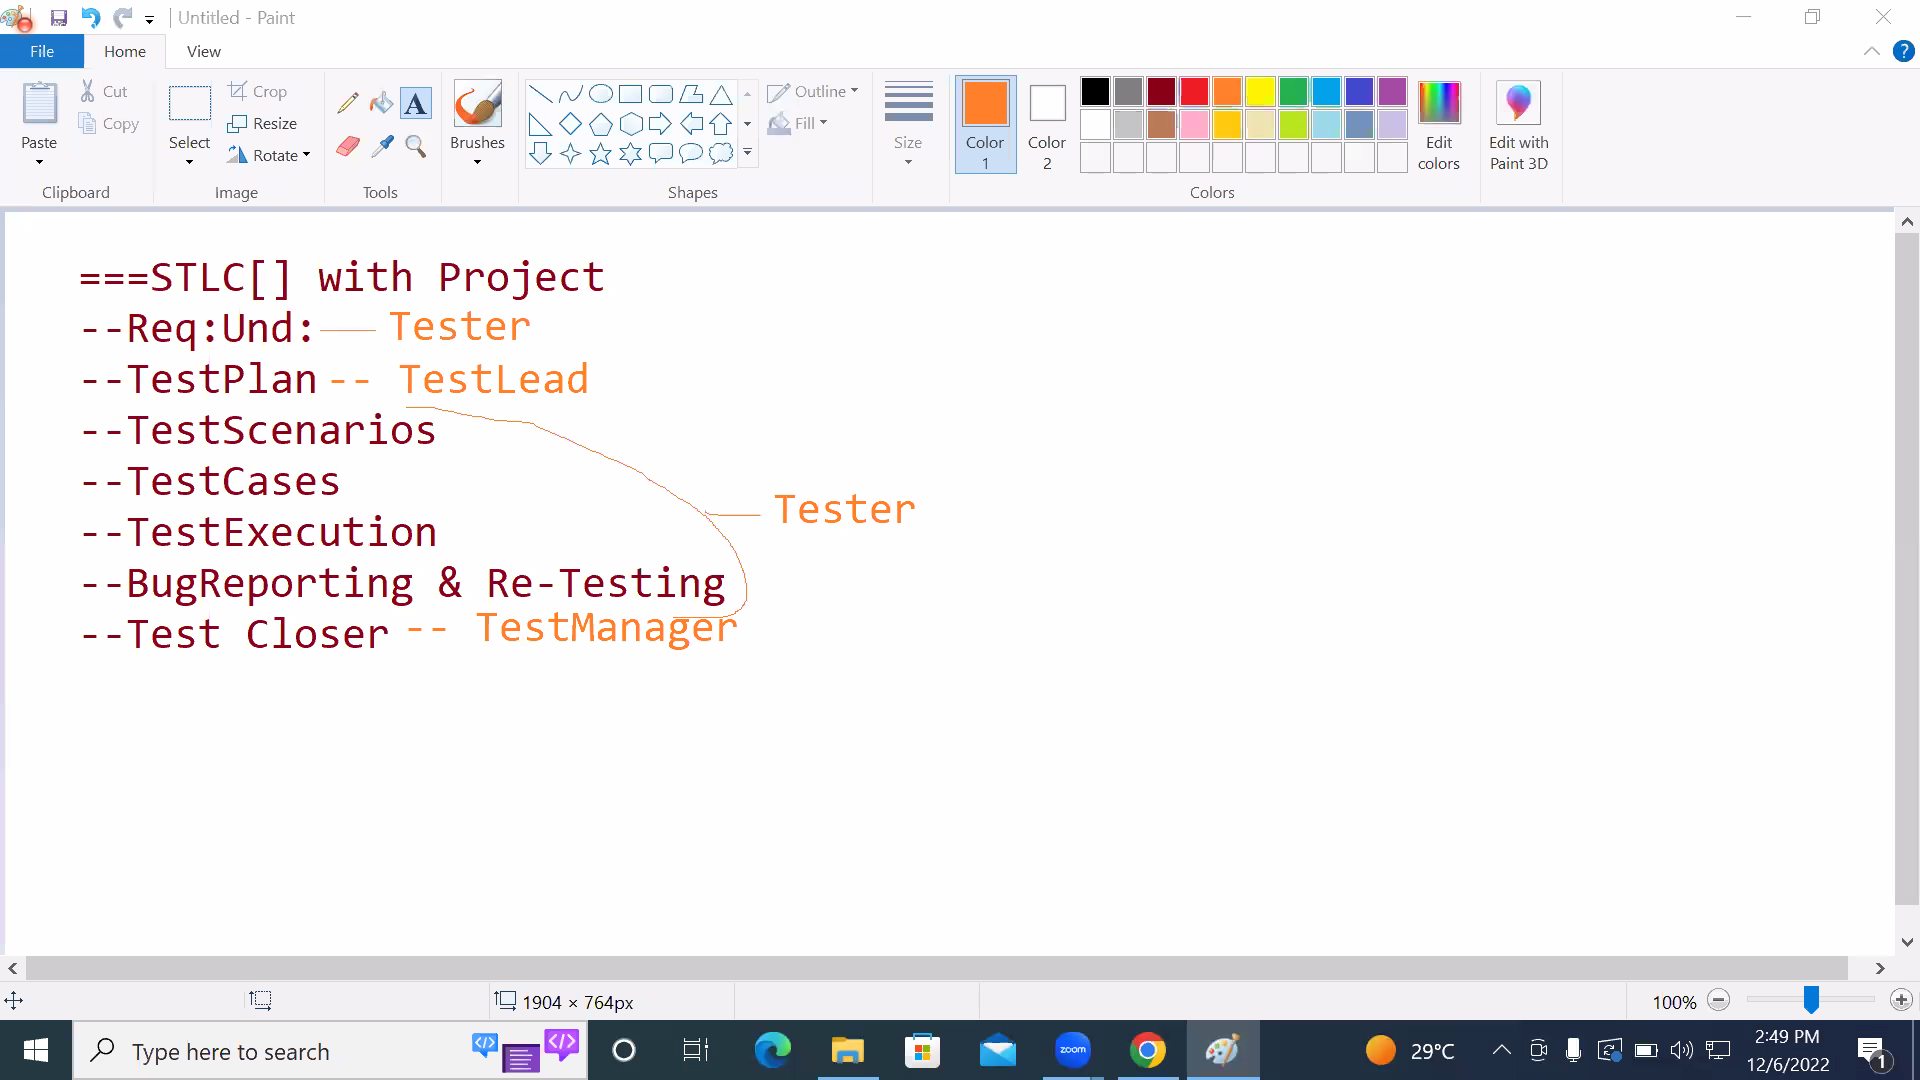 Untitled - Paint
File Home View
Paste
Cut
Copy
Clipboard
Select
Crop
Resize
Rotate
Image
A
Tools
Brushes
Shapes
Outline
Fill
Size
Color 1
Color 2
Edit colors
Edit with Paint 3D
Colors
===STLC[] with Project
--Req:Und: Tester
--TestPlan -- TestLead
--TestScenarios
--TestCases
--TestExecution
Tester
--BugReporting & Re-Testing
--Test Closer -- TestManager
1904 × 764px
100%
Type here to search
zoom
29°C
2:49 PM
12/6/2022
1